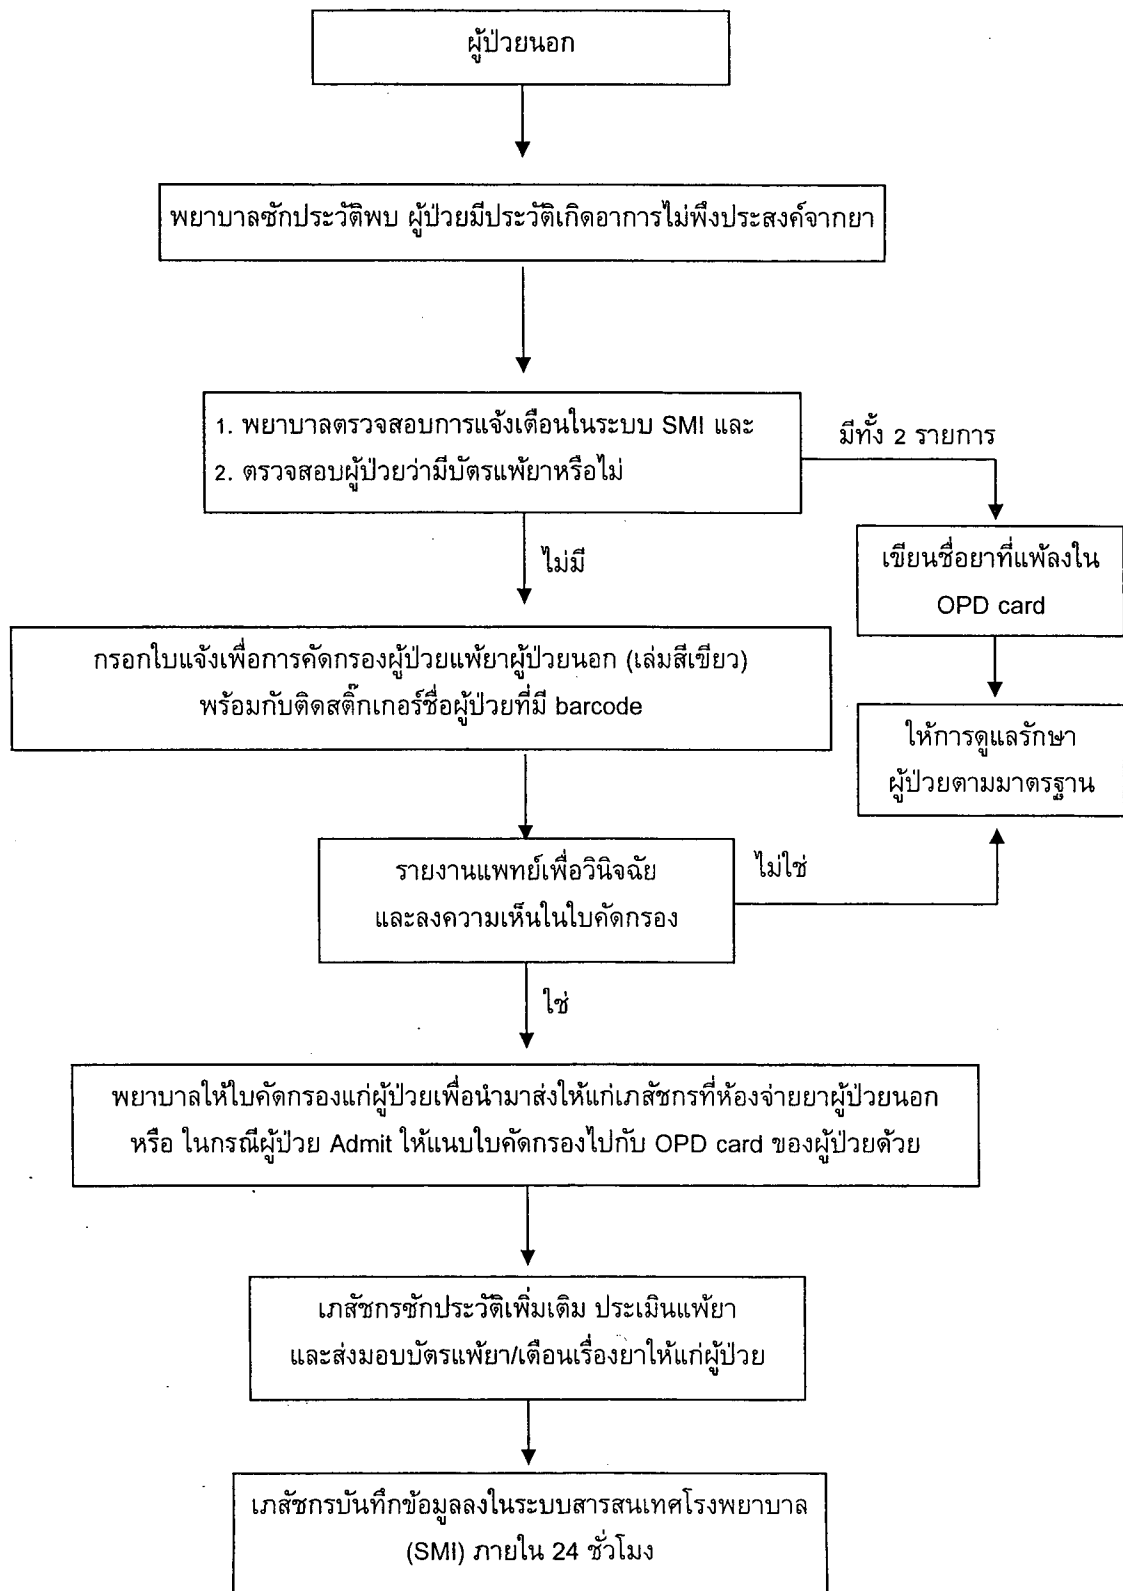 ผู้ป่วยนอก
พยาบาลซักประวัติพบ ผู้ป่วยมีประวัติเกิดอาการไม่พึงประสงค์จากยา
1. พยาบาลตรวจสอบการแจ้งเตือนในระบบ SMI และ
2. ตรวจสอบผู้ป่วยว่ามีบัตรแพ้ยาหรือไม่
มีทั้ง 2 รายการ
เขียนชื่อยาที่แพ้ลงใน
OPD card
ไม่มี
กรอกใบแจ้งเพื่อการคัดกรองผู้ป่วยแพ้ยาผู้ป่วยนอก (เล่มสีเขียว)
พร้อมกับติดสติ๊กเกอร์ชื่อผู้ป่วยที่มี barcode
ให้การดูแลรักษา
ผู้ป่วยตามมาตรฐาน
รายงานแพทย์เพื่อวินิจฉัย
และลงความเห็นในใบคัดกรอง
ไม่ใช่
ใช่
พยาบาลให้ใบคัดกรองแก่ผู้ป่วยเพื่อนำมาส่งให้แก่เภสัชกรที่ห้องจ่ายยาผู้ป่วยนอก
หรือ ในกรณีผู้ป่วย Admit ให้แนบใบคัดกรองไปกับ OPD card ของผู้ป่วยด้วย
เภสัชกรซักประวัติเพิ่มเติม ประเมินแพ้ยา
และส่งมอบบัตรแพ้ยา/เตือนเรื่องยาให้แก่ผู้ป่วย
เภสัชกรบันทึกข้อมูลลงในระบบสารสนเทศโรงพยาบาล
(SMI) ภายใน 24 ชั่วโมง